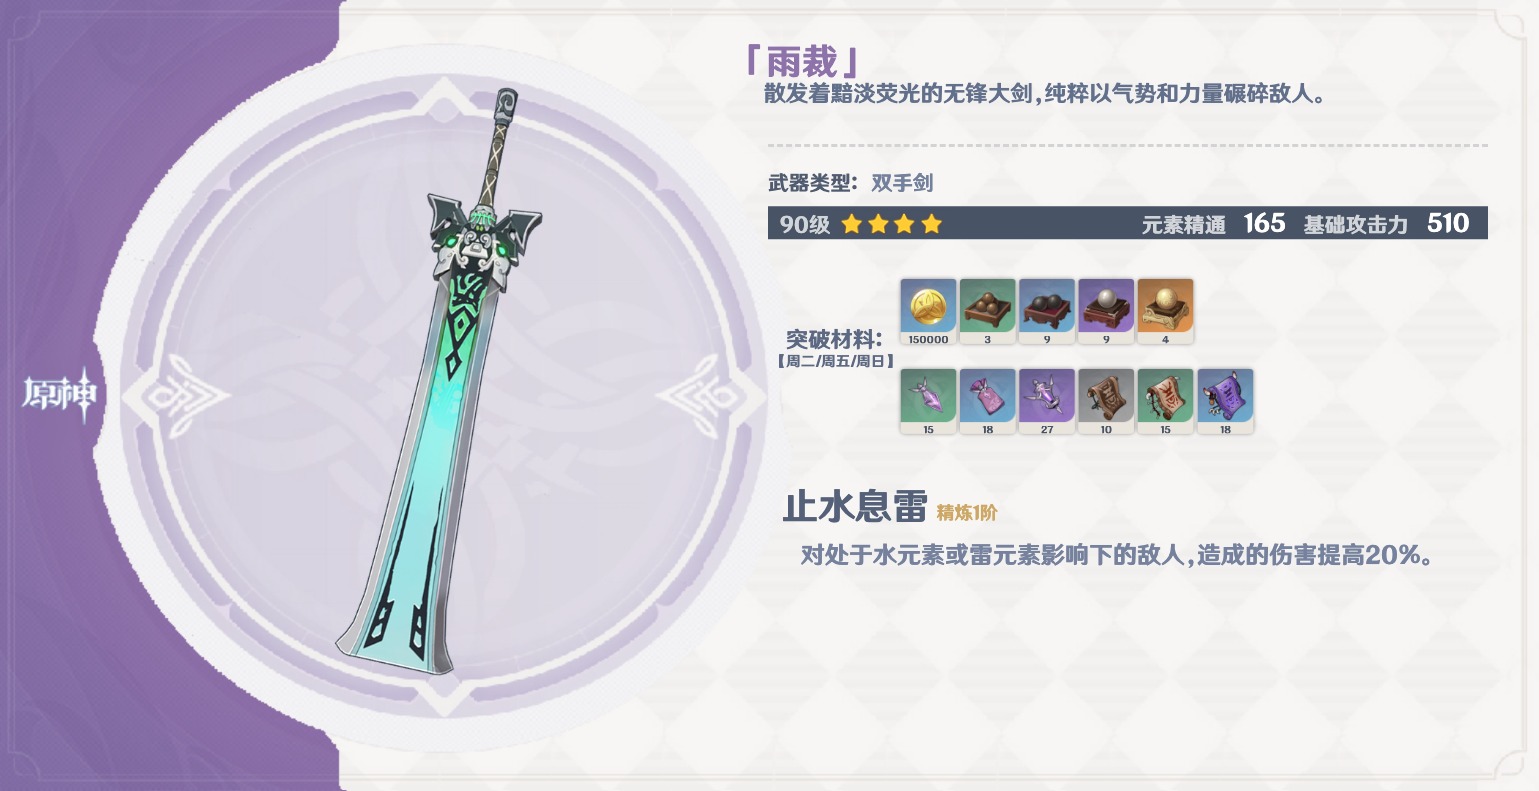 「雨裁」
散发着黯淡荧光的无锋大剑,纯粹以气势和力量碾碎敌人。
武器类型: 双手剑
90级 元素精通 165 基础攻击力 510
150000 3 9 9 4
突破材料:
【周二/周五/周日】
原神
15 18 27 10 15 18
止水息雷 精炼1阶
对处于水元素或雷元素影响下的敌人,造成的伤害提高20%。